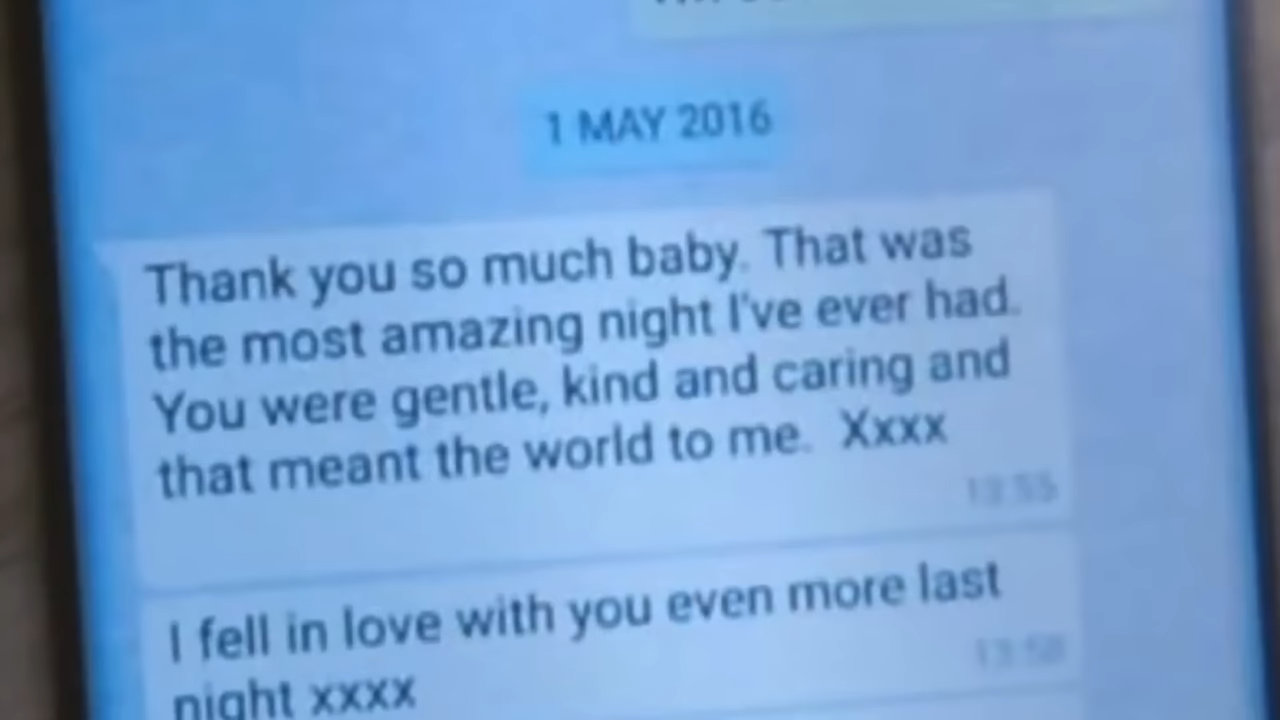 1 MAY 2016
Thank you so much baby. That was
the most amazing night I've ever had.
You were gentle, kind and caring and
that meant the world to me. Xxxx
13:55
I fell in love with you even more last
night xxxx